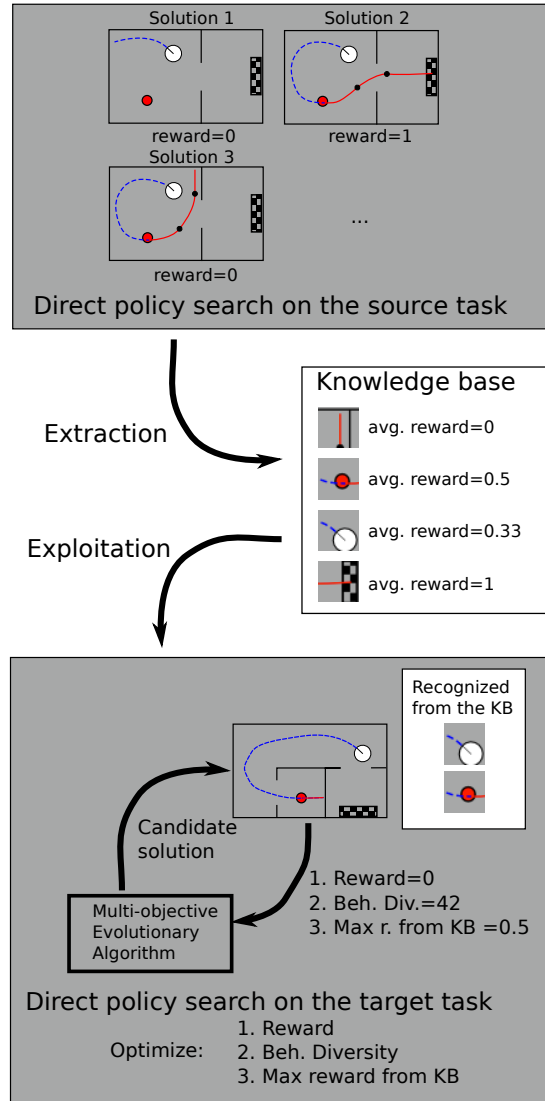 Solution 1
Solution 2
reward=0
reward=1
Solution 3
...
reward=0
Direct policy search on the source task
Extraction
Knowledge base
avg. reward=0
avg. reward=0.5
avg. reward=0.33
avg. reward=1
Exploitation
Recognized
from the KB
Candidate
solution
1. Reward=0
2. Beh. Div.=42
3. Max r. from KB =0.5
Multi-objective
Evolutionary
Algorithm
Direct policy search on the target task
Optimize:
1. Reward
2. Beh. Diversity
3. Max reward from KB